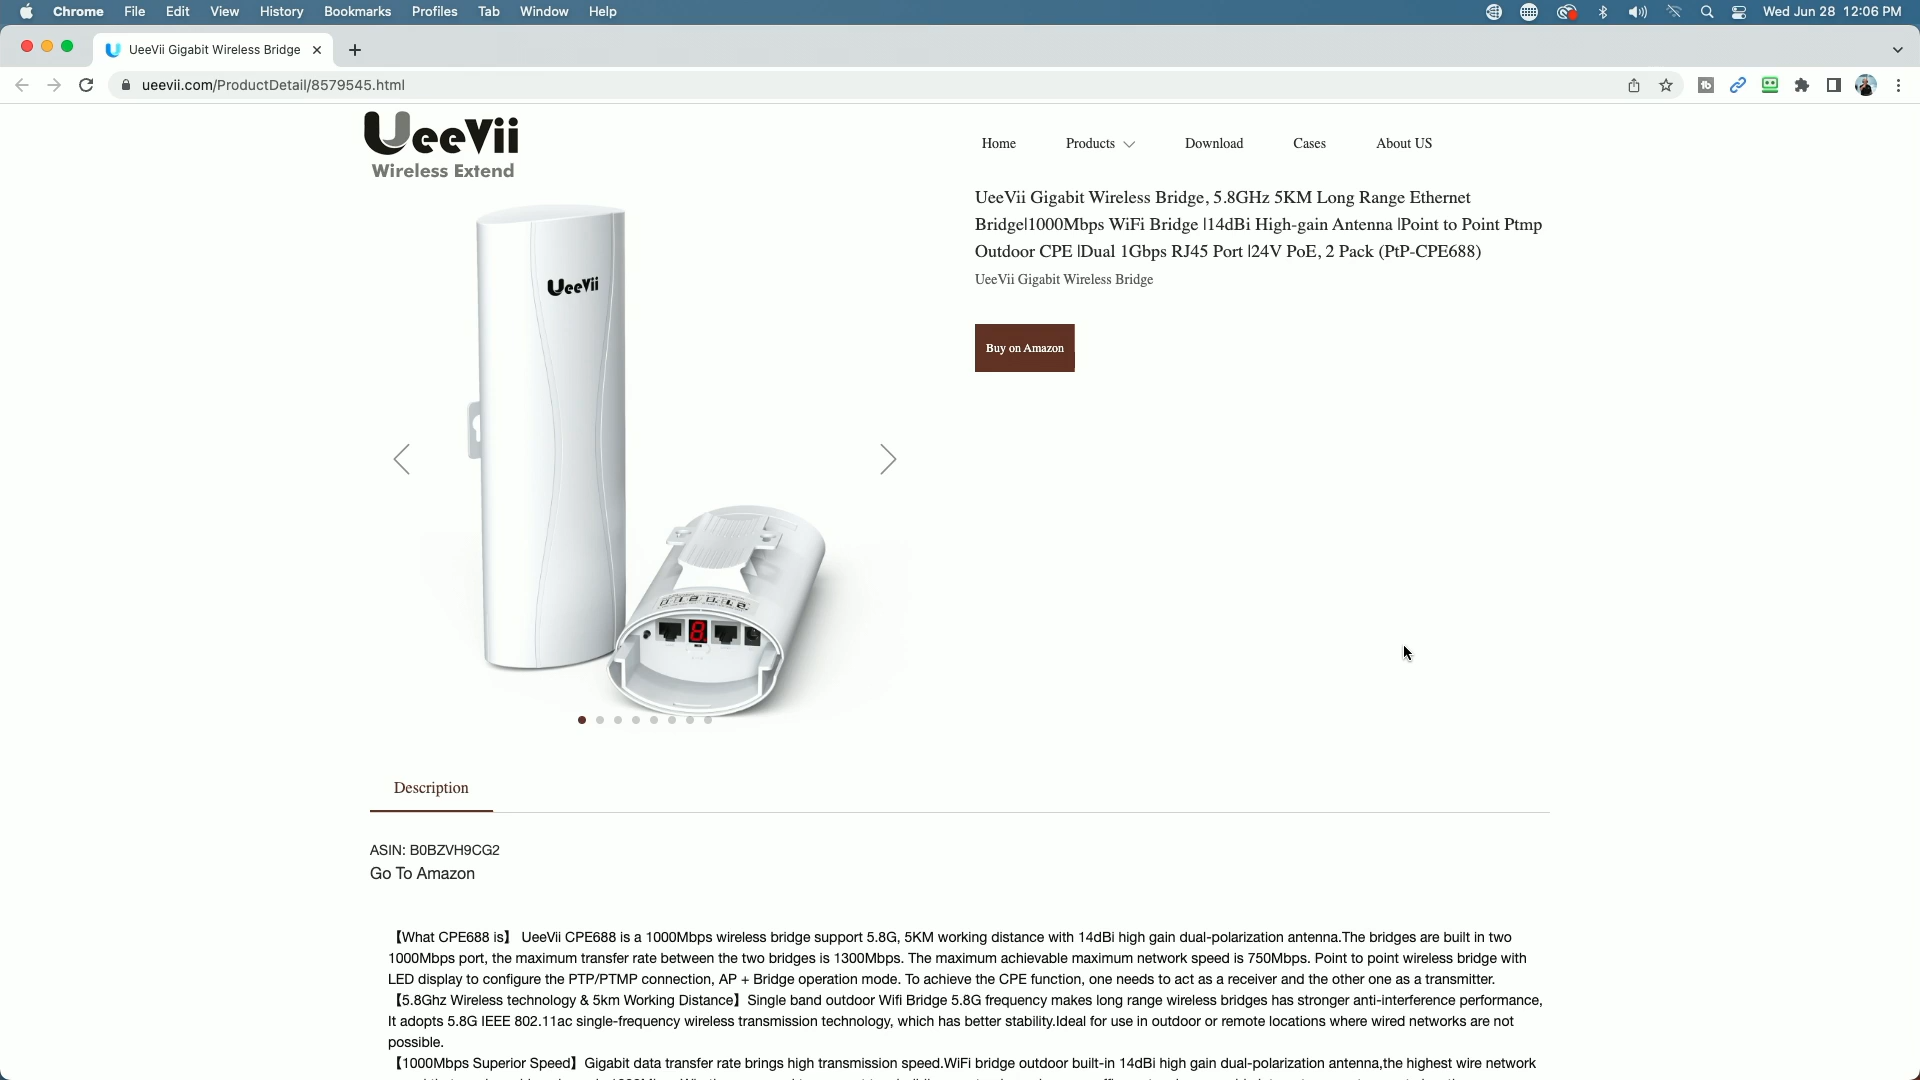 Chrome File Edit View History Bookmarks Profiles Tab Window Help
Wed Jun 28 12:06 PM
UeeVii Gigabit Wireless Bridge
ueevii.com/ProductDetail/8579545.html
UeeVii
Wireless Extend
Home Products Download Cases About US
UeeVii Gigabit Wireless Bridge, 5.8GHz 5KM Long Range Ethernet
Bridge|1000Mbps WiFi Bridge |14dBi High-gain Antenna |Point to Point Ptmp
Outdoor CPE |Dual 1Gbps RJ45 Port |24V PoE, 2 Pack (PtP-CPE688)
UeeVii Gigabit Wireless Bridge
Buy on Amazon
UeeVii
8
Description
ASIN: B0BZVH9CG2
Go To Amazon
【What CPE688 is】 UeeVii CPE688 is a 1000Mbps wireless bridge support 5.8G, 5KM working distance with 14dBi high gain dual-polarization antenna.The bridges are built in two
1000Mbps port, the maximum transfer rate between the two bridges is 1300Mbps. The maximum achievable maximum network speed is 750Mbps. Point to point wireless bridge with
LED display to configure the PTP/PTMP connection, AP + Bridge operation mode. To achieve the CPE function, one needs to act as a receiver and the other one as a transmitter.
【5.8Ghz Wireless technology & 5km Working Distance】Single band outdoor Wifi Bridge 5.8G frequency makes long range wireless bridges has stronger anti-interference performance,
It adopts 5.8G IEEE 802.11ac single-frequency wireless transmission technology, which has better stability.Ideal for use in outdoor or remote locations where wired networks are not
possible.
【1000Mbps Superior Speed】Gigabit data transfer rate brings high transmission speed.WiFi bridge outdoor built-in 14dBi high gain dual-polarization antenna,the highest wire network